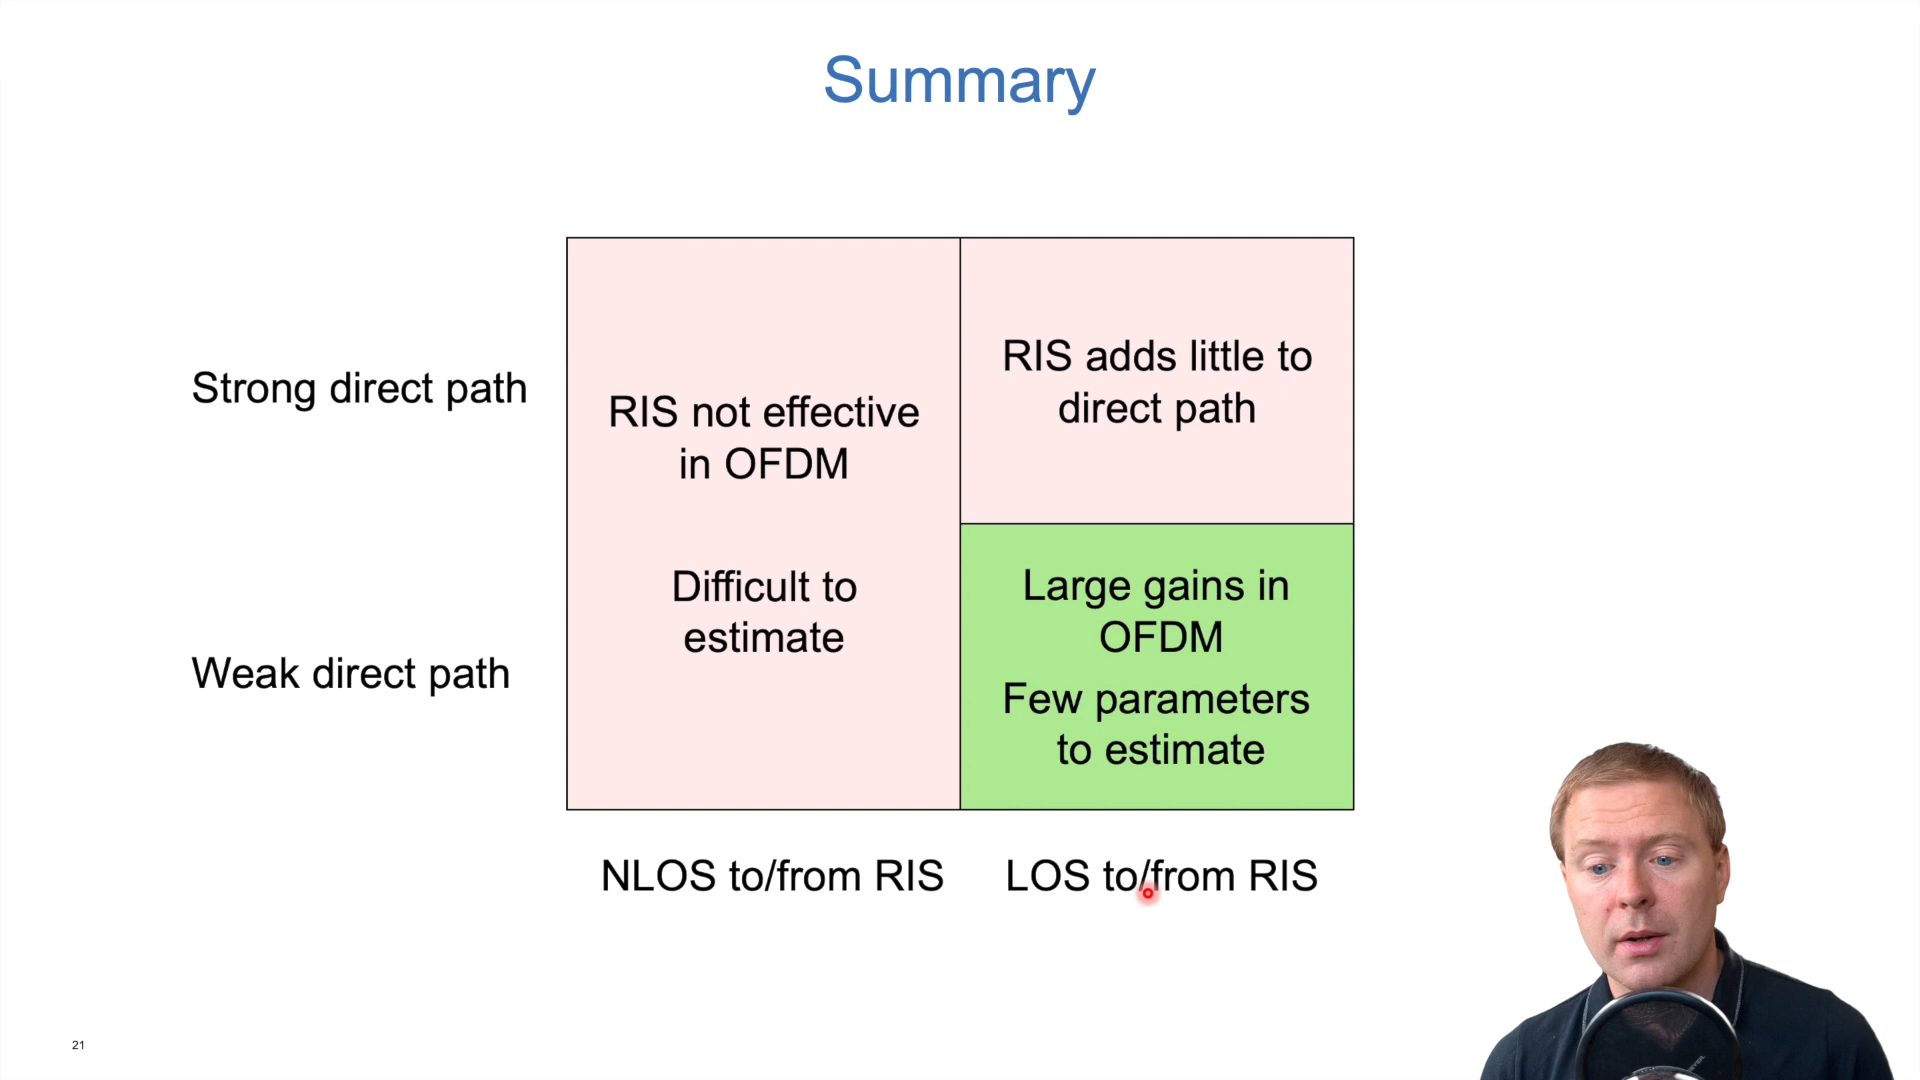 Summary
Strong direct path
RIS not effective
in OFDM
Difficult to
estimate
RIS adds little to
direct path
Weak direct path
Large gains in
OFDM
Few parameters
to estimate
NLOS to/from RIS
LOS to/from RIS
21